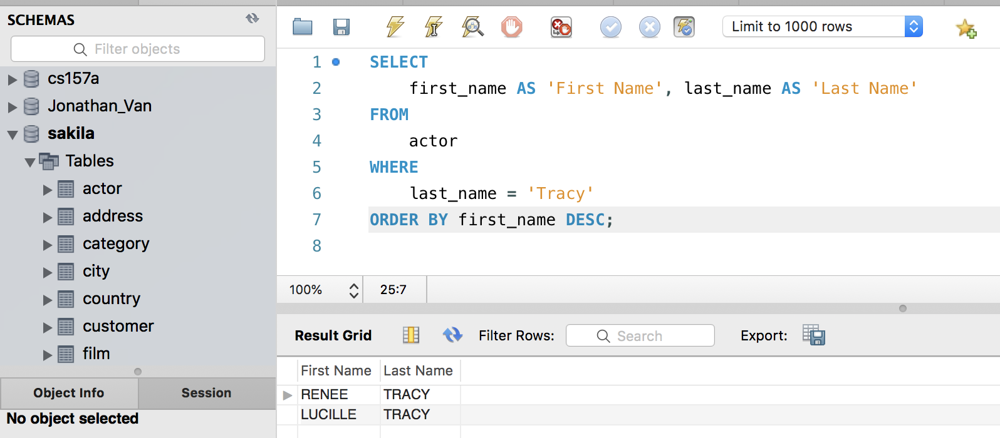 SCHEMAS
Filter objects
cs157a
Jonathan_Van
sakila
Tables
actor
address
category
city
country
customer
film
Object Info Session
No object selected
Limit to 1000 rows
1 SELECT
2 first_name AS 'First Name', last_name AS 'Last Name'
3 FROM
4 actor
5 WHERE
6 last_name = 'Tracy'
7 ORDER BY first_name DESC;
8
100% 25:7
Result Grid Filter Rows: Search Export:
First Name Last Name
RENEE TRACY
LUCILLE TRACY